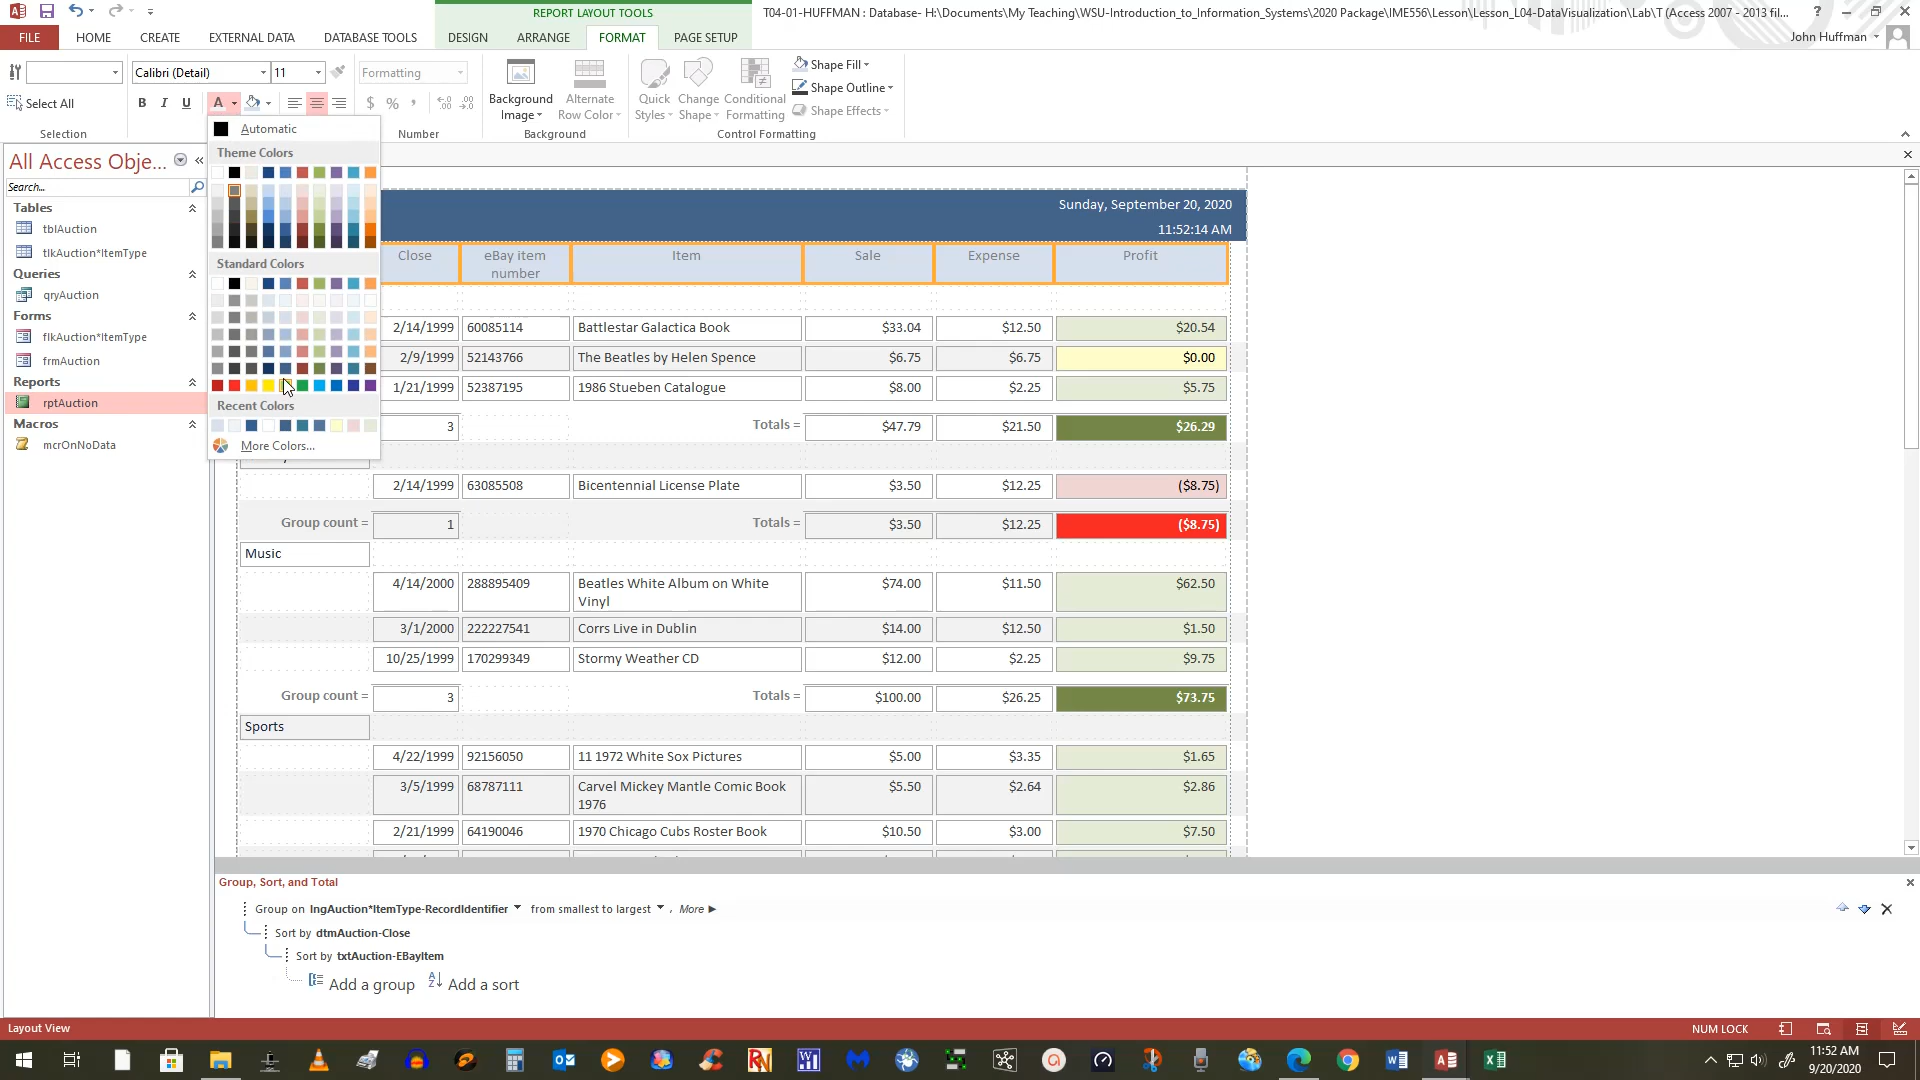 REPORT LAYOUT TOOLS
T04-01-HUFFMAN : Database- H:\Documents\My Teaching\WSU-Introduction_to_Information_Systems\2020 Package\IME556\Lesson\Lesson_L04-DataVisualization\Lab\T (Access 2007 - 2013 fil...
FILE HOME CREATE EXTERNAL DATA DATABASE TOOLS DESIGN ARRANGE FORMAT PAGE SETUP
John Huffman
Calibri (Detail) 11 Formatting
Select All
B I U A $ %
Selection
Number
Background Image
Alternate Row Color
Background
Quick Styles
Change Shape
Conditional Formatting
Shape Fill
Shape Outline
Shape Effects
Control Formatting
All Access Obje...
Search...
Tables
tblAuction
tlkAuction*ItemType
Queries
qryAuction
Forms
flkAuction*ItemType
frmAuction
Reports
rptAuction
Macros
mcrOnNoData
Automatic
Theme Colors
Standard Colors
Recent Colors
More Colors...
Sunday, September 20, 2020
11:52:14 AM
Close eBay item number Item Sale Expense Profit
2/14/1999 60085114 Battlestar Galactica Book $33.04 $12.50 $20.54
2/9/1999 52143766 The Beatles by Helen Spence $6.75 $6.75 $0.00
1/21/1999 52387195 1986 Stueben Catalogue $8.00 $2.25 $5.75
3 Totals = $47.79 $21.50 $26.29
2/14/1999 63085508 Bicentennial License Plate $3.50 $12.25 ($8.75)
Group count = 1 Totals = $3.50 $12.25 ($8.75)
Music
4/14/2000 288895409 Beatles White Album on White Vinyl $74.00 $11.50 $62.50
3/1/2000 222227541 Corrs Live in Dublin $14.00 $12.50 $1.50
10/25/1999 170299349 Stormy Weather CD $12.00 $2.25 $9.75
Group count = 3 Totals = $100.00 $26.25 $73.75
Sports
4/22/1999 92156050 11 1972 White Sox Pictures $5.00 $3.35 $1.65
3/5/1999 68787111 Carvel Mickey Mantle Comic Book 1976 $5.50 $2.64 $2.86
2/21/1999 64190046 1970 Chicago Cubs Roster Book $10.50 $3.00 $7.50
Group, Sort, and Total
Group on lngAuction*ItemType-RecordIdentifier from smallest to largest , More
Sort by dtmAuction-Close
Sort by txtAuction-EBayItem
Add a group Add a sort
Layout View
NUM LOCK
11:52 AM
9/20/2020